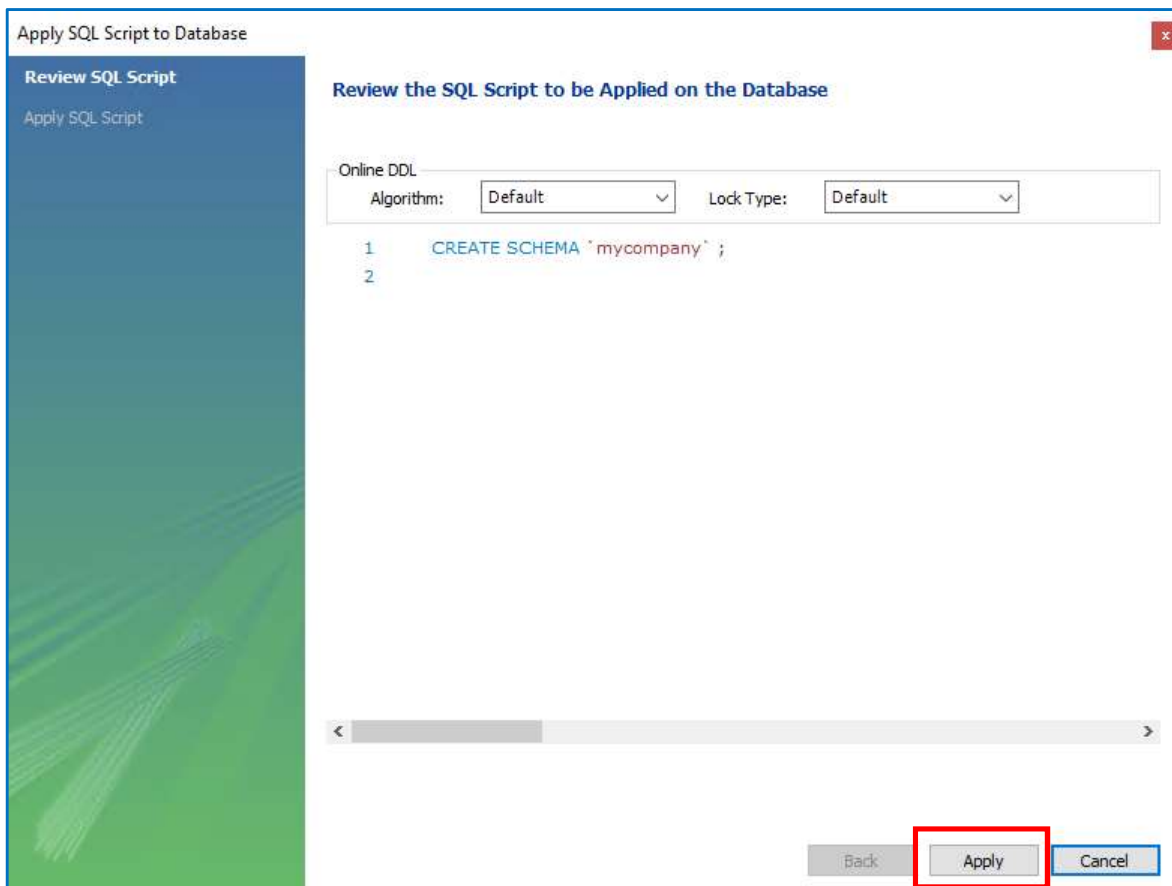 Apply SQL Script to Database
x
Review SQL Script
Apply SQL Script
Review the SQL Script to be Applied on the Database
Online DDL
Algorithm: Default Lock Type: Default
1 CREATE SCHEMA `mycompany` ;
2
Back Apply Cancel